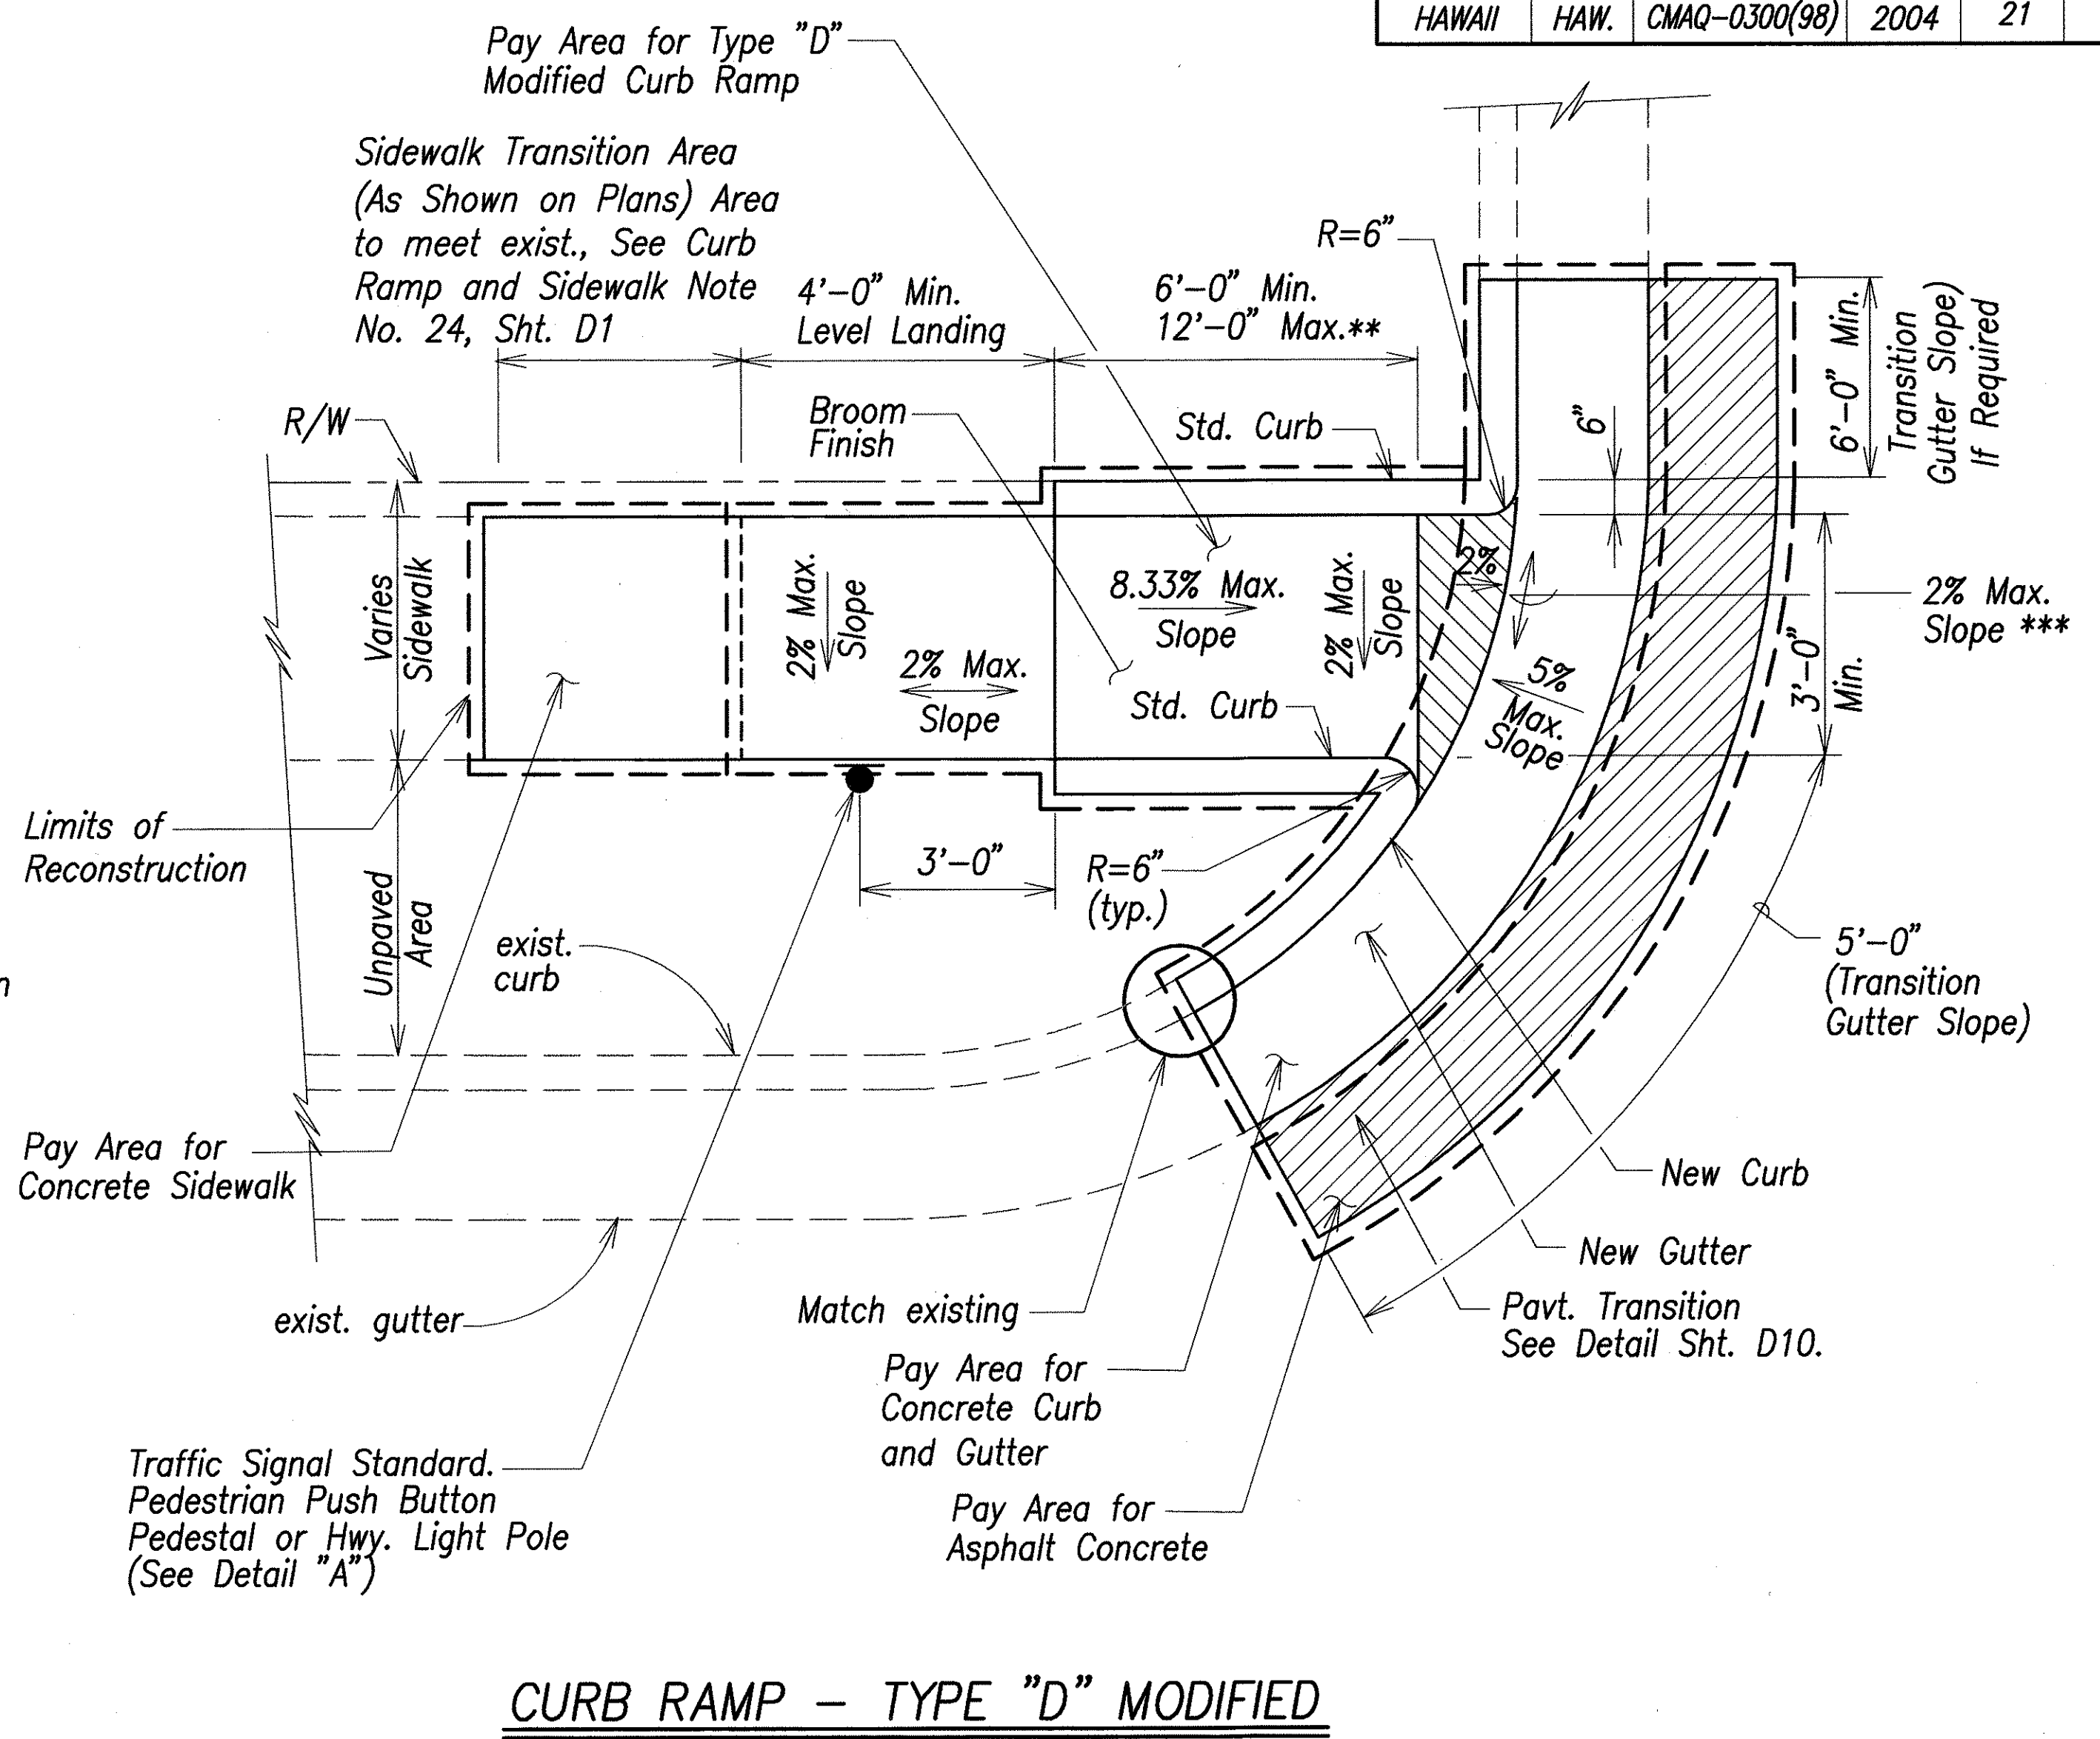 HAWAII HAW. CMAQ-0300(98) 2004 21
Pay Area for Type "D"
Modified Curb Ramp
Sidewalk Transition Area
(As Shown on Plans) Area
to meet exist., See Curb
Ramp and Sidewalk Note
No. 24, Sht. D1
4'-0" Min.
Level Landing
6'-0" Min.
12'-0" Max.**
R=6"
R/W
Broom
Finish
Std. Curb
6"
6'-0" Min.
Transition
Gutter Slope)
If Required
Varies
Sidewalk
2% Max.
Slope
2% Max.
Slope
8.33% Max.
Slope
2% Max.
Slope
2%
2% Max.
Slope ***
3'-0"
Min.
5%
Max.
Slope
Std. Curb
Limits of
Reconstruction
Unpaved
Area
3'-0"
R=6"
(typ.)
exist.
curb
n
5'-0"
(Transition
Gutter Slope)
Pay Area for
Concrete Sidewalk
New Curb
New Gutter
exist. gutter
Match existing
Pavt. Transition
See Detail Sht. D10.
Pay Area for
Concrete Curb
and Gutter
Traffic Signal Standard.
Pedestrian Push Button
Pedestal or Hwy. Light Pole
(See Detail "A")
Pay Area for
Asphalt Concrete
CURB RAMP – TYPE "D" MODIFIED